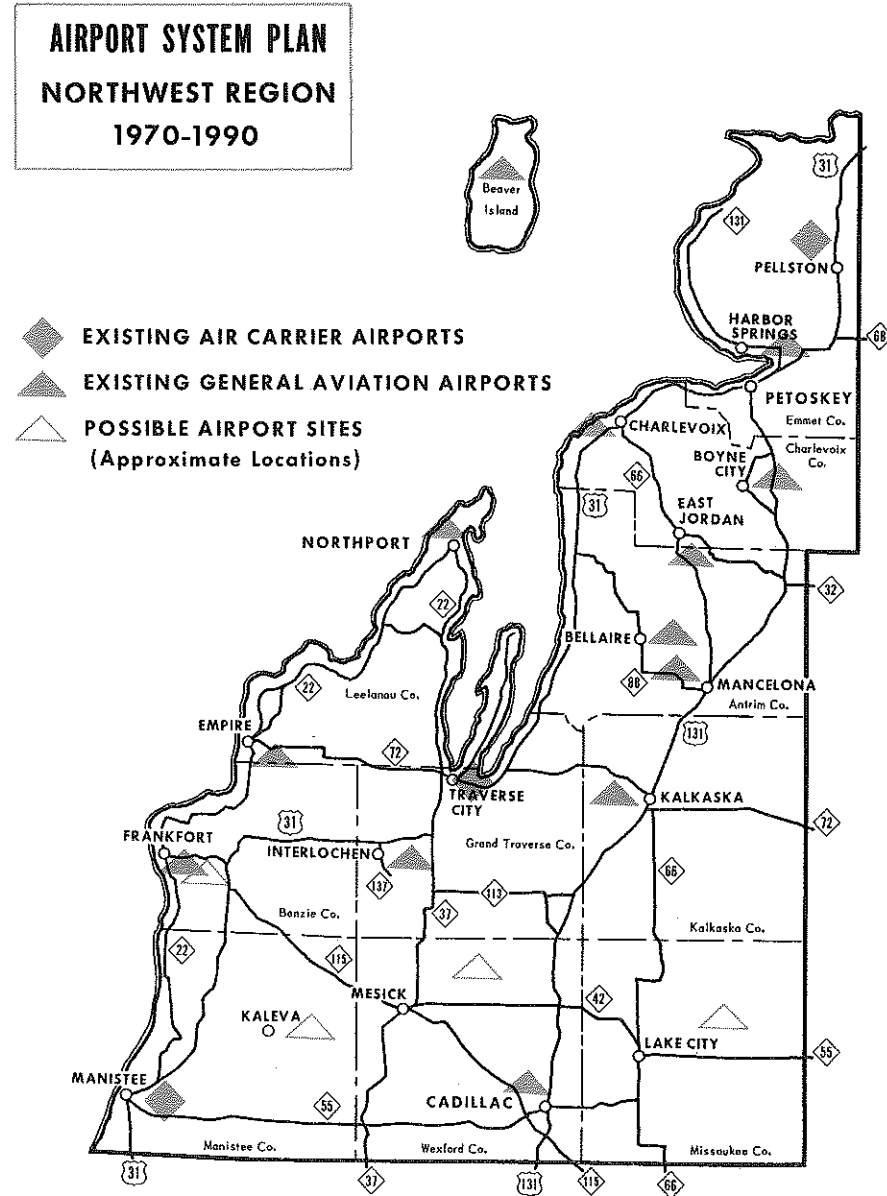 AIRPORT SYSTEM PLAN
NORTHWEST REGION
1970-1990
Beaver
Island
31
131
PELLSTON
HARBOR
SPRINGS
68
EXISTING AIR CARRIER AIRPORTS
EXISTING GENERAL AVIATION AIRPORTS
POSSIBLE AIRPORT SITES
(Approximate Locations)
PETOSKEY
Emmet Co.
CHARLEVOIX
Charlevoix
Co.
BOYNE
CITY
66
31
EAST
JORDAN
NORTHPORT
32
22
BELLAIRE
88
MANCELONA
Antrim Co.
22
Leelanau Co.
EMPIRE
72
131
TRAVERSE
CITY
KALKASKA
31
72
FRANKFORT
INTERLOCHEN
Grand Traverse Co.
137
113
66
37
Benzie Co.
Kalkaska Co.
22
115
MESICK
42
KALEVA
LAKE CITY
55
MANISTEE
55
CADILLAC
Manistee Co.
Wexford Co.
Missaukee Co.
31
37
131
115
66